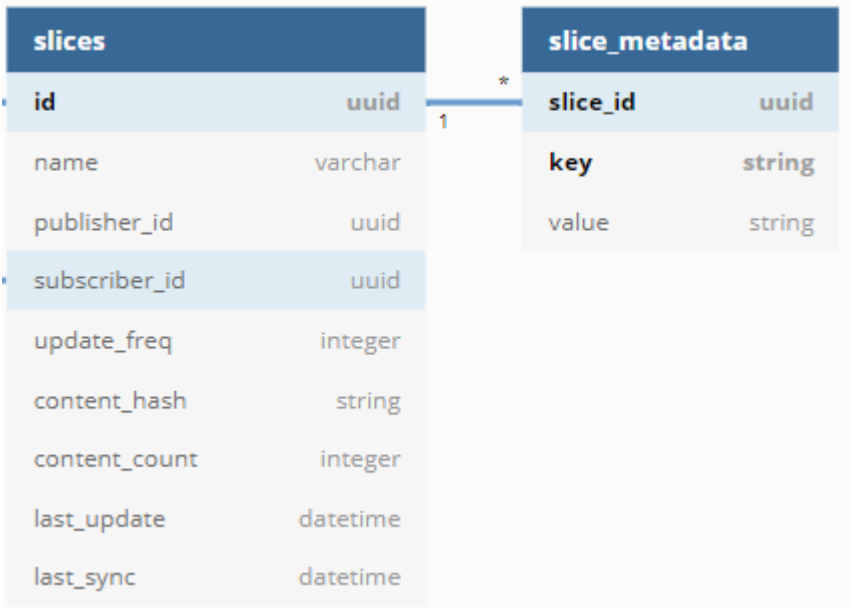 slices
id uuid
name varchar
publisher_id uuid
subscriber_id uuid
update_freq integer
content_hash string
content_count integer
last_update datetime
last_sync datetime
1
*
slice_metadata
slice_id uuid
key string
value string